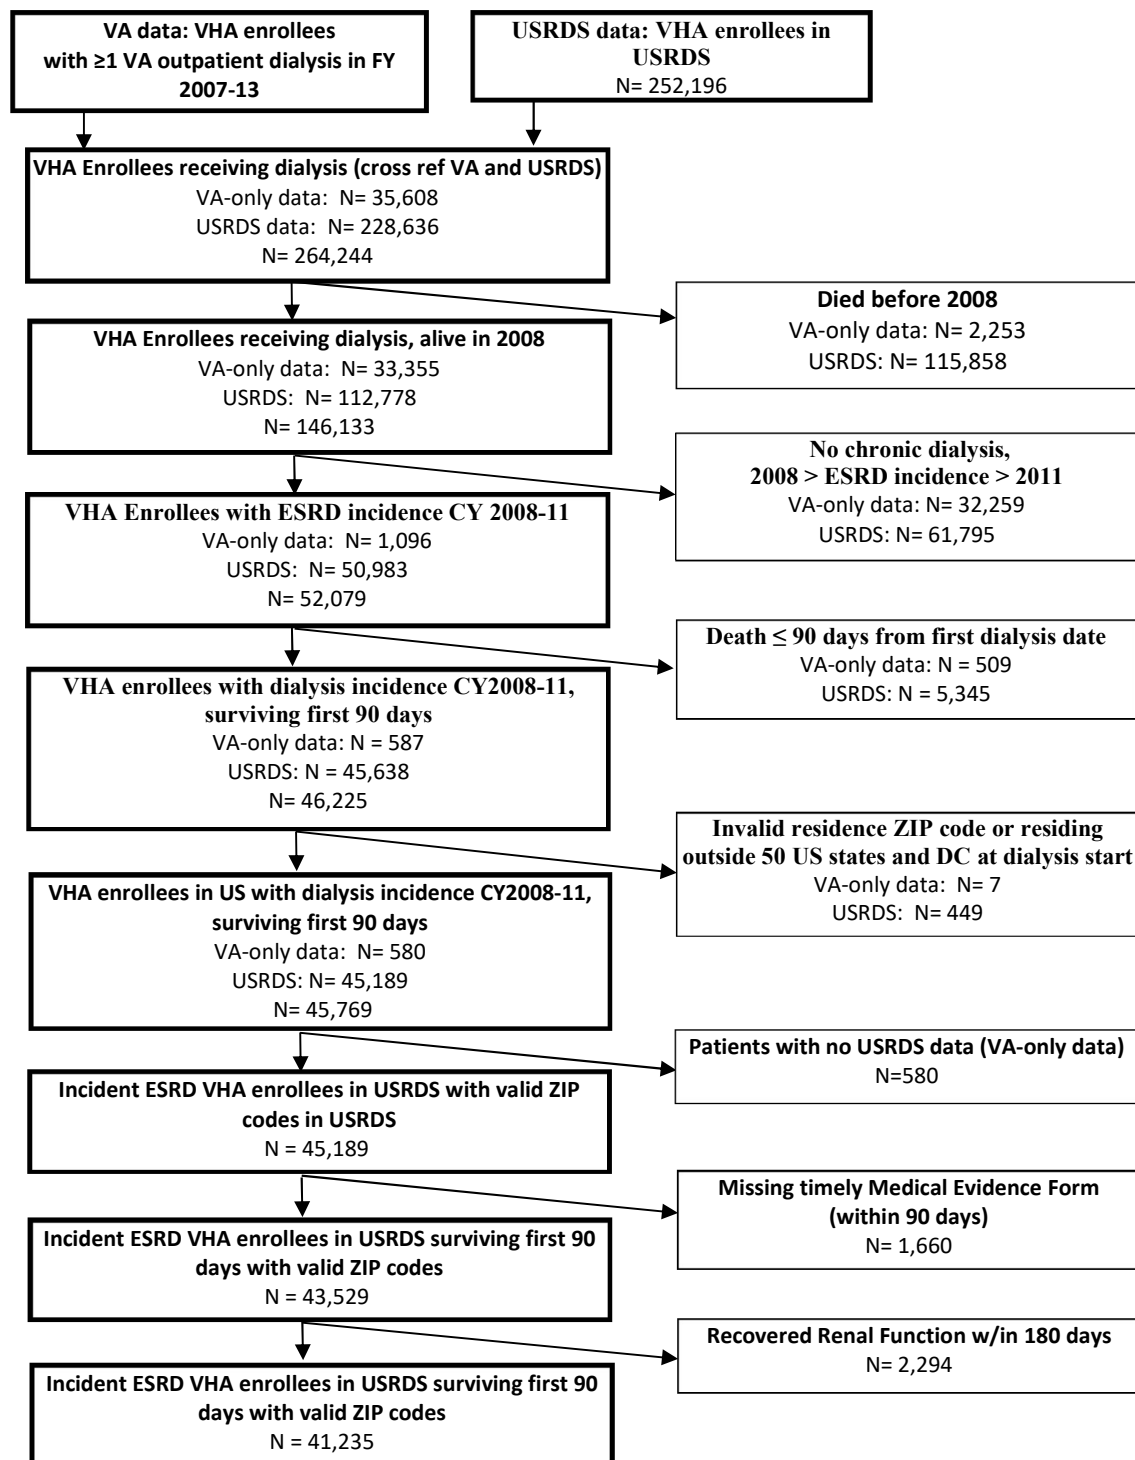 VA data: VHA enrollees
with ≥1 VA outpatient dialysis in FY
2007-13
USRDS data: VHA enrollees in
USRDS
N= 252,196
VHA Enrollees receiving dialysis (cross ref VA and USRDS)
VA-only data:  N= 35,608
USRDS data:  N= 228,636
N= 264,244
Died before 2008
VA-only data: N= 2,253
USRDS: N= 115,858
VHA Enrollees receiving dialysis, alive in 2008
VA-only data:  N= 33,355
USRDS:  N= 112,778
N= 146,133
No chronic dialysis,
2008 > ESRD incidence > 2011
VA-only data:  N= 32,259
USRDS:  N= 61,795
VHA Enrollees with ESRD incidence CY 2008-11
VA-only data:  N= 1,096
USRDS:  N= 50,983
N= 52,079
Death ≤ 90 days from first dialysis date
VA-only data: N = 509
USRDS: N = 5,345
VHA enrollees with dialysis incidence CY2008-11,
surviving first 90 days
VA-only data: N = 587
USRDS: N = 45,638
N= 46,225
Invalid residence ZIP code or residing
outside 50 US states and DC at dialysis start
VA-only data:  N= 7
USRDS:  N= 449
VHA enrollees in US with dialysis incidence CY2008-11,
surviving first 90 days
VA-only data:  N= 580
USRDS: N= 45,189
N= 45,769
Patients with no USRDS data (VA-only data)
N=580
Incident ESRD VHA enrollees in USRDS with valid ZIP
codes in USRDS
N = 45,189
Missing timely Medical Evidence Form
(within 90 days)
N= 1,660
Incident ESRD VHA enrollees in USRDS surviving first 90
days with valid ZIP codes
N = 43,529
Recovered Renal Function w/in 180 days
N= 2,294
Incident ESRD VHA enrollees in USRDS surviving first 90
days with valid ZIP codes
N = 41,235